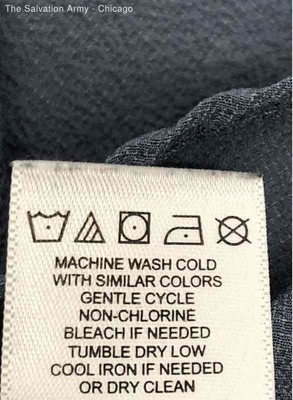 The Salvation Army - Chicago
MACHINE WASH COLD
WITH SIMILAR COLORS
GENTLE CYCLE
NON-CHLORINE
BLEACH IF NEEDED
TUMBLE DRY LOW
COOL IRON IF NEEDED
OR DRY CLEAN